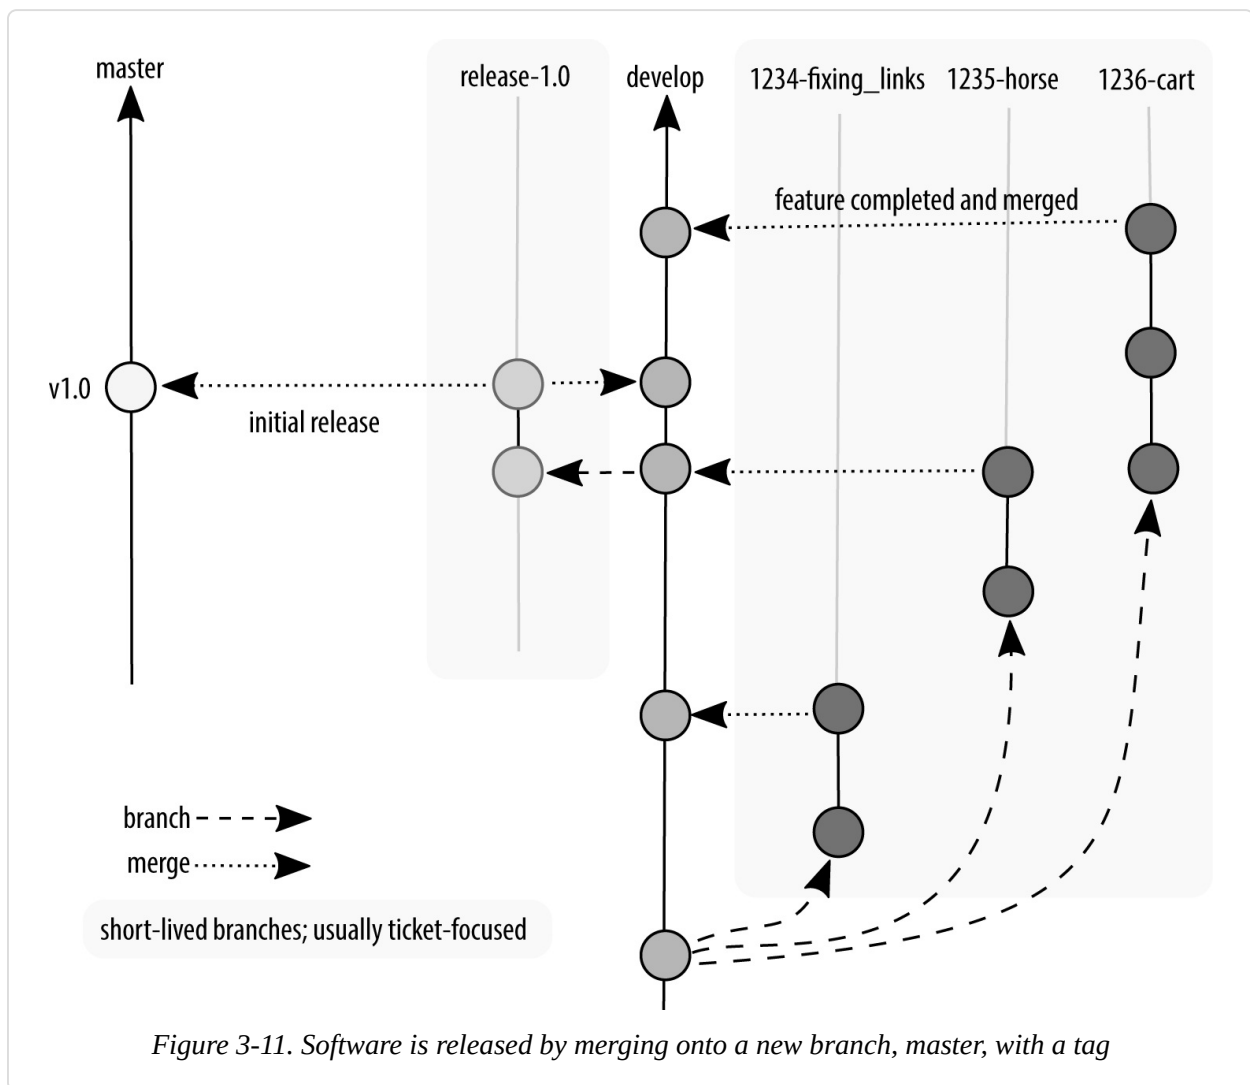 master
release-1.0
develop
1234-fixing_links
1235-horse
1236-cart
feature completed and merged
v1.0
initial release
branch
merge
short-lived branches; usually ticket-focused
Figure 3-11. Software is released by merging onto a new branch, master, with a tag